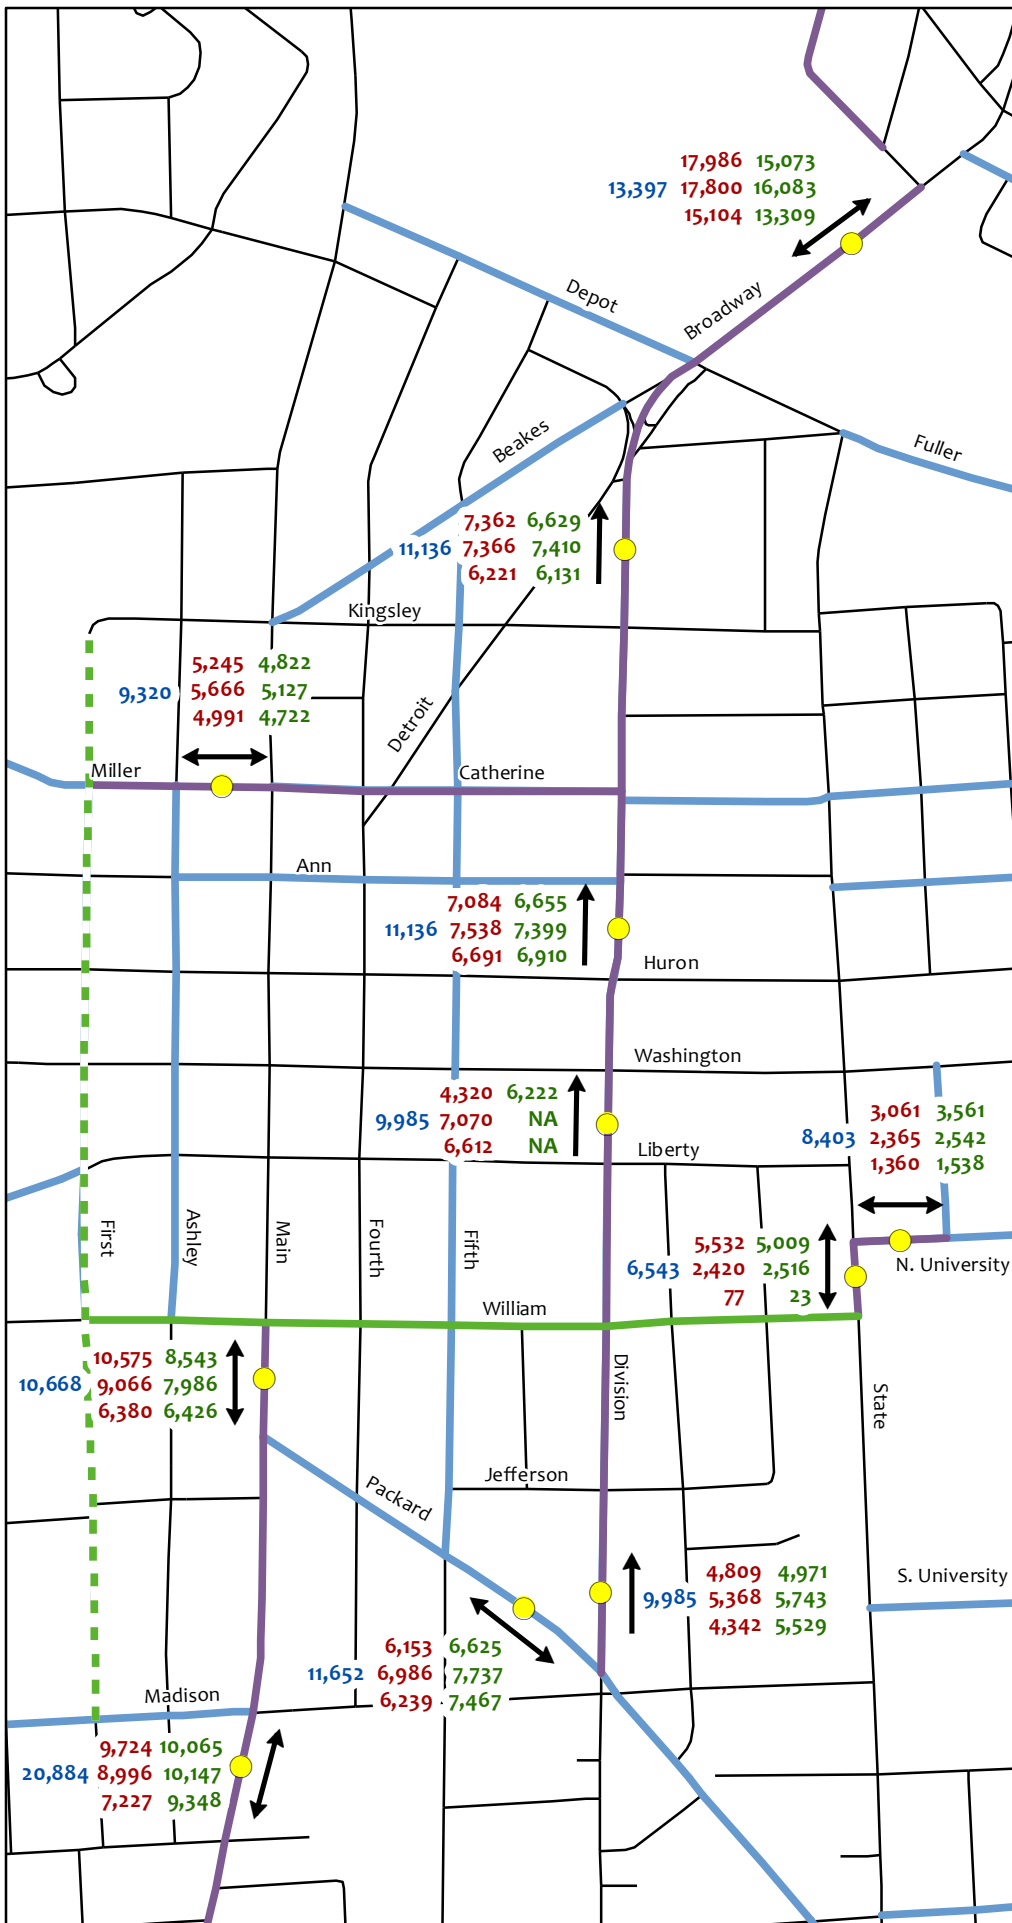 17,986 15,073
13,397 17,800 16,083
15,104 13,309
Depot
Broadway
Beakes
Fuller
7,362 6,629
11,136 7,366 7,410
6,221 6,131
Kingsley
5,245 4,822
9,320 5,666 5,127
4,991 4,722
Detroit
Miller
Catherine
Ann
7,084 6,655
11,136 7,538 7,399
6,691 6,910
Huron
Washington
4,320 6,222
9,985 7,070 NA
6,612 NA
3,061 3,561
8,403 2,365 2,542
1,360 1,538
Liberty
First
Ashley
Main
Fourth
Fifth
5,532 5,009
6,543 2,420 2,516
77 23
N. University
William
10,575 8,543
10,668 9,066 7,986
6,380 6,426
Division
State
Jefferson
Packard
4,809 4,971
9,985 5,368 5,743
4,342 5,529
S. University
6,153 6,625
11,652 6,986 7,737
6,239 7,467
Madison
9,724 10,065
20,884 8,996 10,147
7,227 9,348